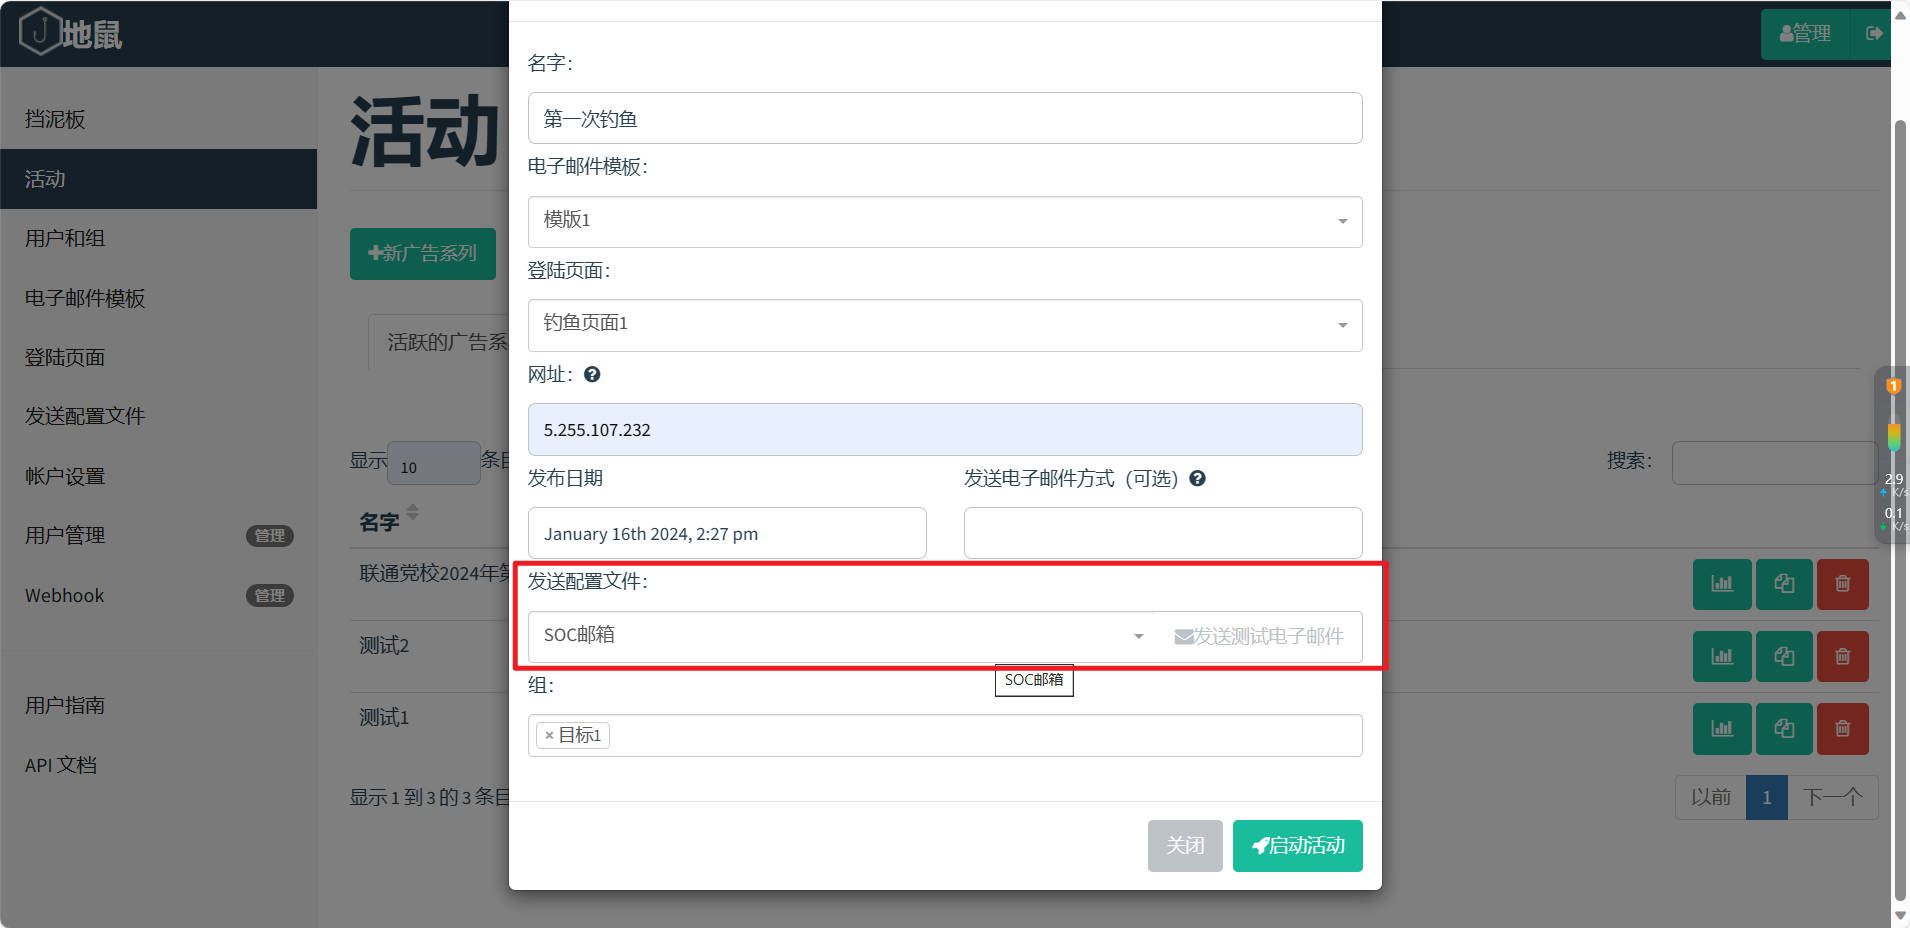 地鼠
管理
挡泥板
活动
用户和组
电子邮件模板
登陆页面
发送配置文件
帐户设置
用户管理
管理
Webhook
管理
用户指南
API 文档
活动
新广告系列
活跃的广告系
显示
10
条目
搜索：
名字
联通党校2024年第
测试2
测试1
显示 1 到 3 的 3 条目
以前
1
下一个
名字：
第一次钓鱼
电子邮件模板：
模版1
登陆页面：
钓鱼页面1
网址：
5.255.107.232
发布日期
发送电子邮件方式（可选）
January 16th 2024, 2:27 pm
发送配置文件：
SOC邮箱
发送测试电子邮件
SOC邮箱
组：
× 目标1
关闭
启动活动
1
2.9
K/s
0.1
K/s